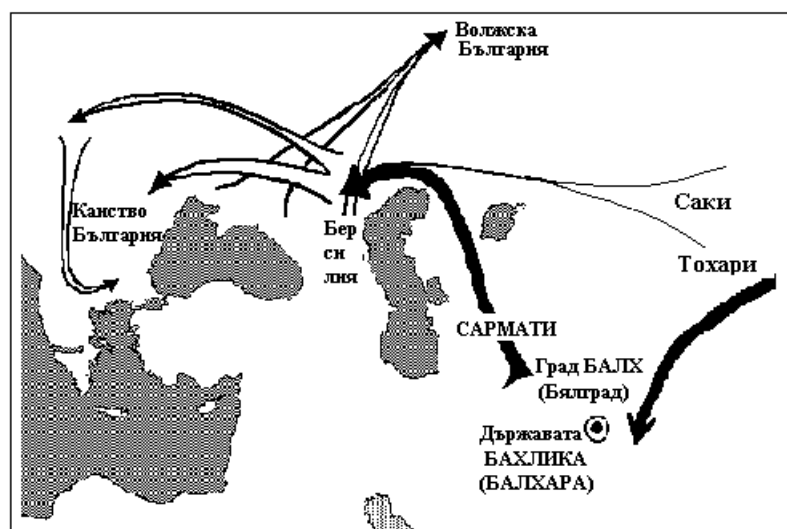 Волжска
България
Канство
България
Бер
си
лия
Саки
Тохари
САРМАТИ
Град БАЛХ
(Бялград)
Държавата
БАХЛИКА
(БАЛХАРА)